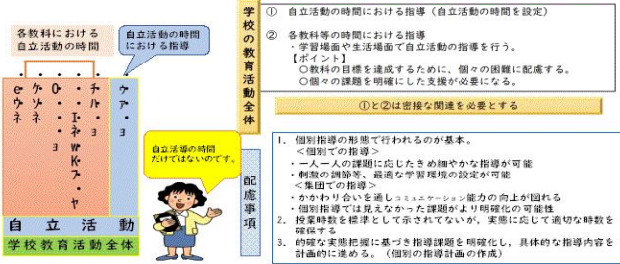 各教科における
自立活動の時間
自立活動の時間
における指導
自立活動
学校教育活動全体
自立活導の時間
だけではないのです。
学校の教育活動全体
① 自立活動の時間における指導（自立活動の時間を設定）
② 各教科等の時間における指導
・学習場面や生活場面で自立活動の指導を行う。
【ポイント】
○教科の目標を達成するために、個々の困難に配慮する。
○個々の課題を明確にした支援が必要になる。
①と②は密接な関連を必要とする
配慮事項
1. 個別指導の形態で行われるのが基本。
＜個別での指導＞
・一人一人の課題に応じたきめ細やかな指導が可能
・刺激の調節等、最適な学習環境の設定が可能
＜集団での指導＞
・かかわり合いを通しコミュニケーション能力の向上が図れる
・個別指導では見えなかった課題がより明確化の可能性
2. 授業時数を標準として示されてないが、実態に応じて適切な時数を
確保する
3. 的確な実態把握に基づき指導課題を明確化し、具体的な指導内容を
計画的に進める。（個別の指導計画の作成）